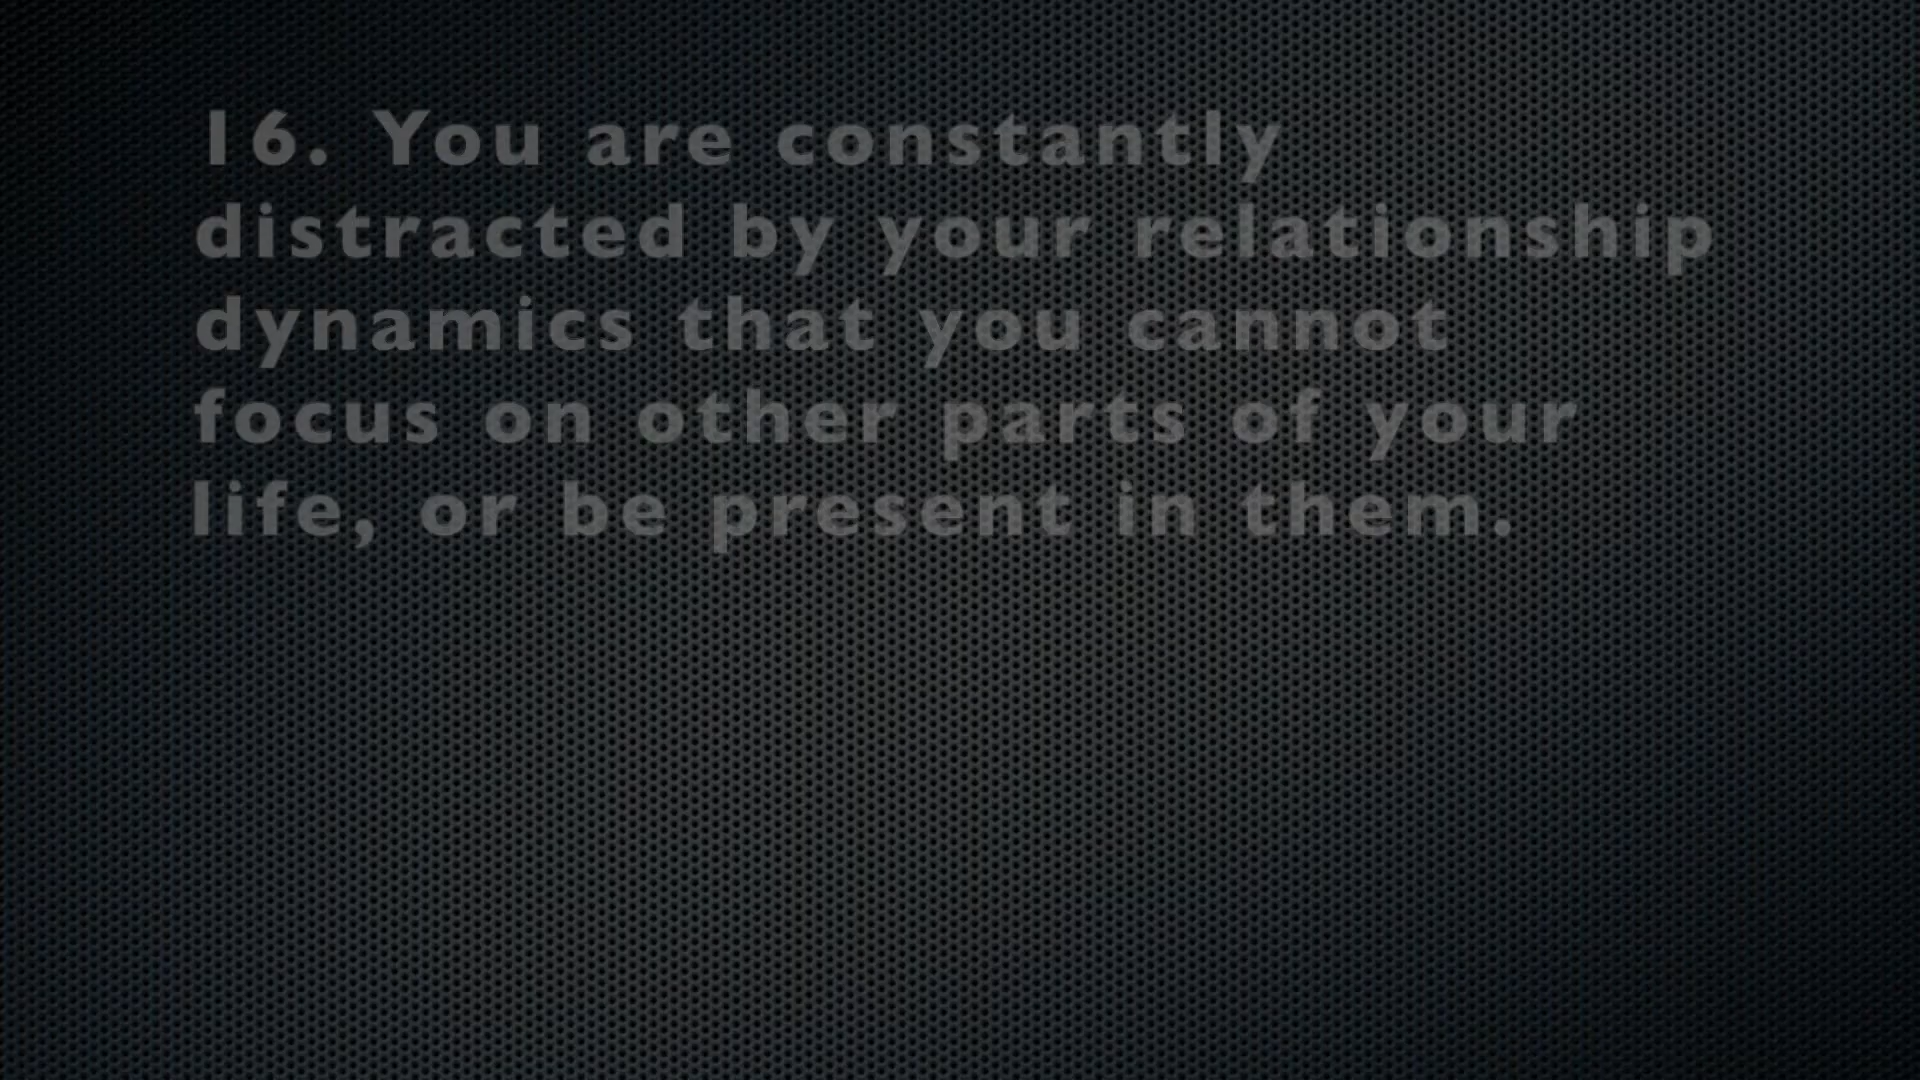 16. You are constantly
distracted by your relationship
dynamics that you cannot
focus on other parts of your
life, or be present in them.